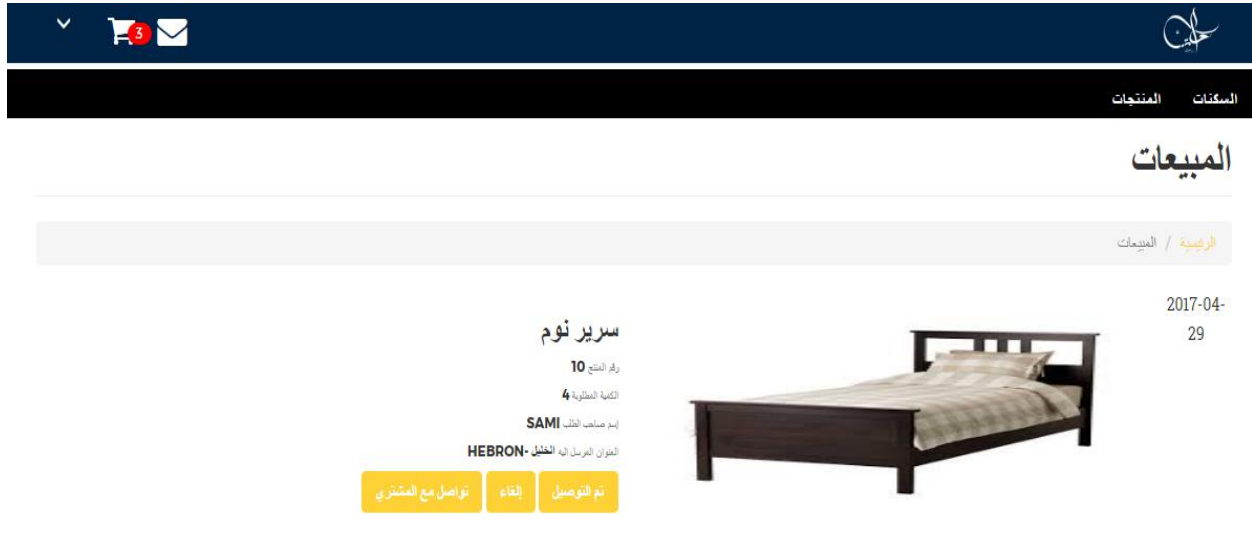 3
السكنات المنتجات
المبيعات
الرئيسية / المبيعات
2017-04-
29
سرير نوم
رقم المنتج 10
الكمية المطلوبة 4
إسم صاحب الطلب SAMI
العنوان المرسل اليه الخليل -HEBRON
تم التوصيل إلغاء تواصل مع المشتري